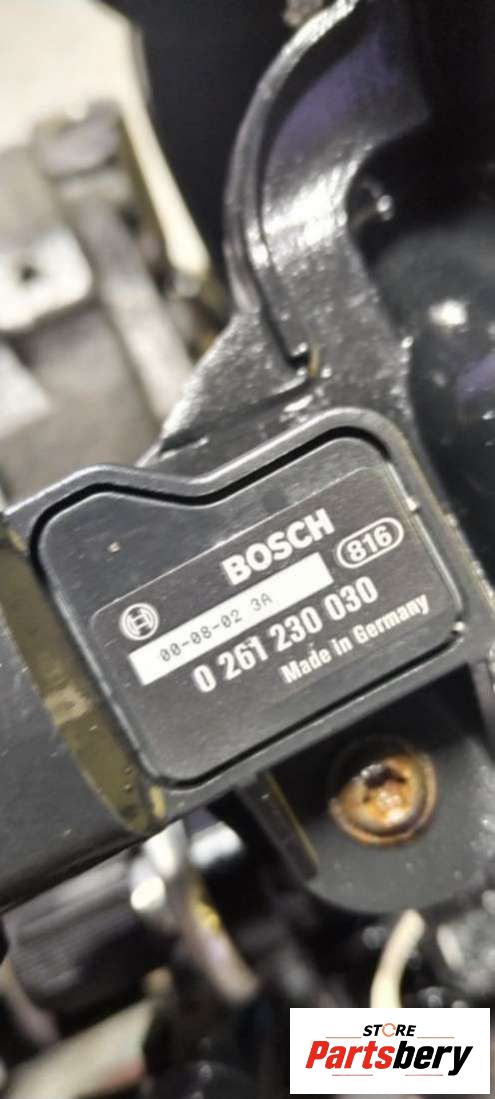 BOSCH
816
00-08-02 3A
0 261 230 030
Made in Germany
STORE
Partsbery